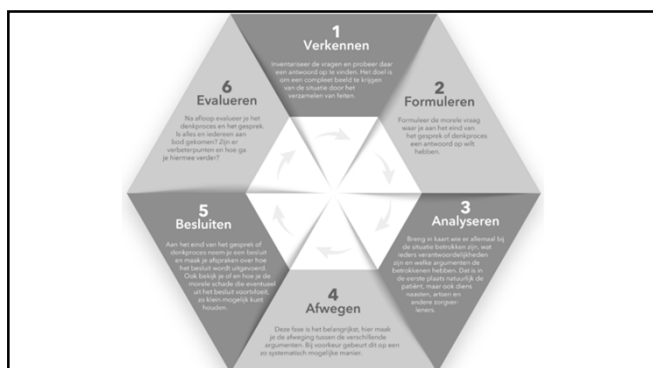 1
Verkennen
Inventariseer de vragen en probeer daar
een antwoord op te vinden. Het doel is
om een compleet beeld te krijgen
van de situatie door het
verzamelen van feiten.
2
Formuleren
Formuleer de morele vraag
waar je aan het eind van
het gesprek of denkproces
een antwoord op wilt
hebben.
3
Analyseren
Breng in kaart wie er allemaal bij
de situatie betrokken zijn, wat
ieders verantwoordelijkheden
zijn en welke argumenten de
betrokkenen hebben. Dat is in
de eerste plaats natuurlijk de
patiënt, maar ook diens
naasten, artsen en
andere zorgver-
leners.
4
Afwegen
Deze fase is het belangrijkst, hier maak
je de afweging tussen de verschillende
argumenten. Bij voorkeur gebeurt dit op een
zo systematisch mogelijke manier.
5
Besluiten
Aan het eind van het gesprek of
denkproces neem je een besluit
en maak je afspraken over hoe
het besluit wordt uitgevoerd.
Ook bekijk je of en hoe je de
morele schade die eventueel
uit het besluit voortvloeit,
zo klein mogelijk kunt
houden.
6
Evalueren
Na afloop evalueer je het
denkproces en het gesprek.
Is alles en iedereen aan
bod gekomen? Zijn er
verbeterpunten en hoe ga
je hiermee verder?